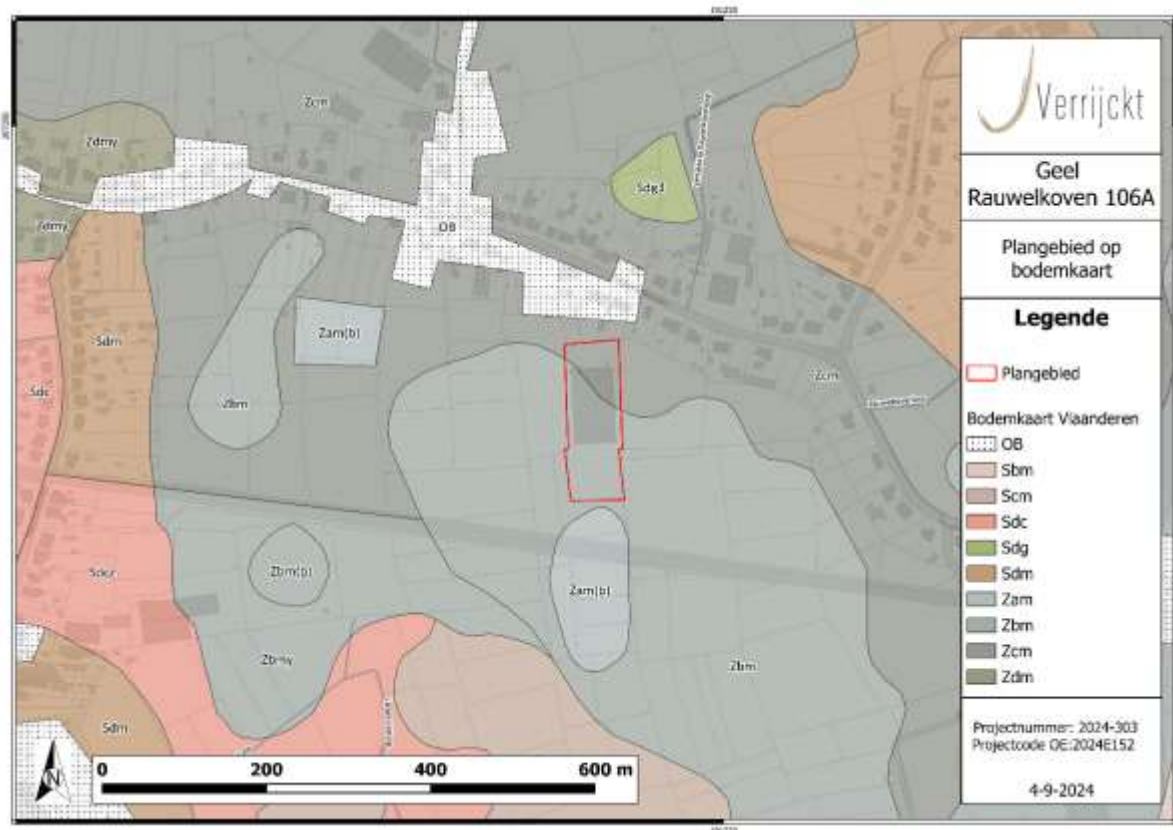 Zcm
Zdmy
OB
Sdg3
Zdmy
Sdm
Zam(b)
Sdc
Zbm
Zcm
Zbm(b)
Zam(b)
Zbmy
Zbm
Sdm
N
0
200
400
600 m
Verrijckt
Geel
Rauwelkoven 106A
Plangebied op
bodemkaart
Legende
Plangebied
Bodemkaart Vlaanderen
OB
Sbm
Scm
Sdc
Sdg
Sdm
Zam
Zbm
Zcm
Zdm
Projectnummer: 2024-303
Projectcode OE:2024E152
4-9-2024